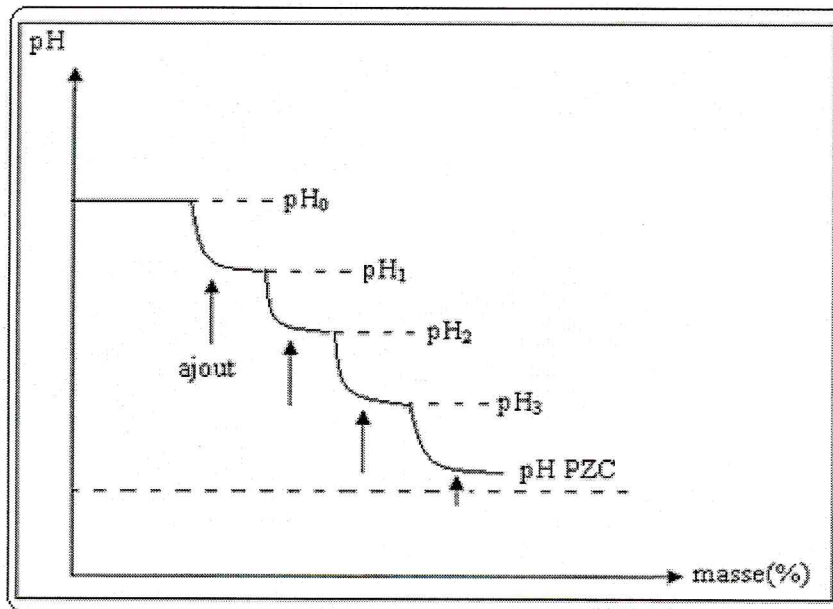 pH
pH₀
pH₁
ajout
pH₂
pH₃
pH PZC
masse(%)